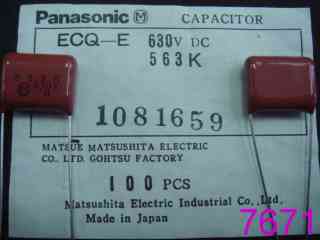 Panasonic M CAPACITOR
ECQ-E 630V DC
563K
1081659
MATSUE MATSUSHITA ELECTRIC
CO., LTD. GOHTSU FACTORY
100 PCS
Matsushita Electric Industrial Co.,Ltd.
Made in Japan
7671